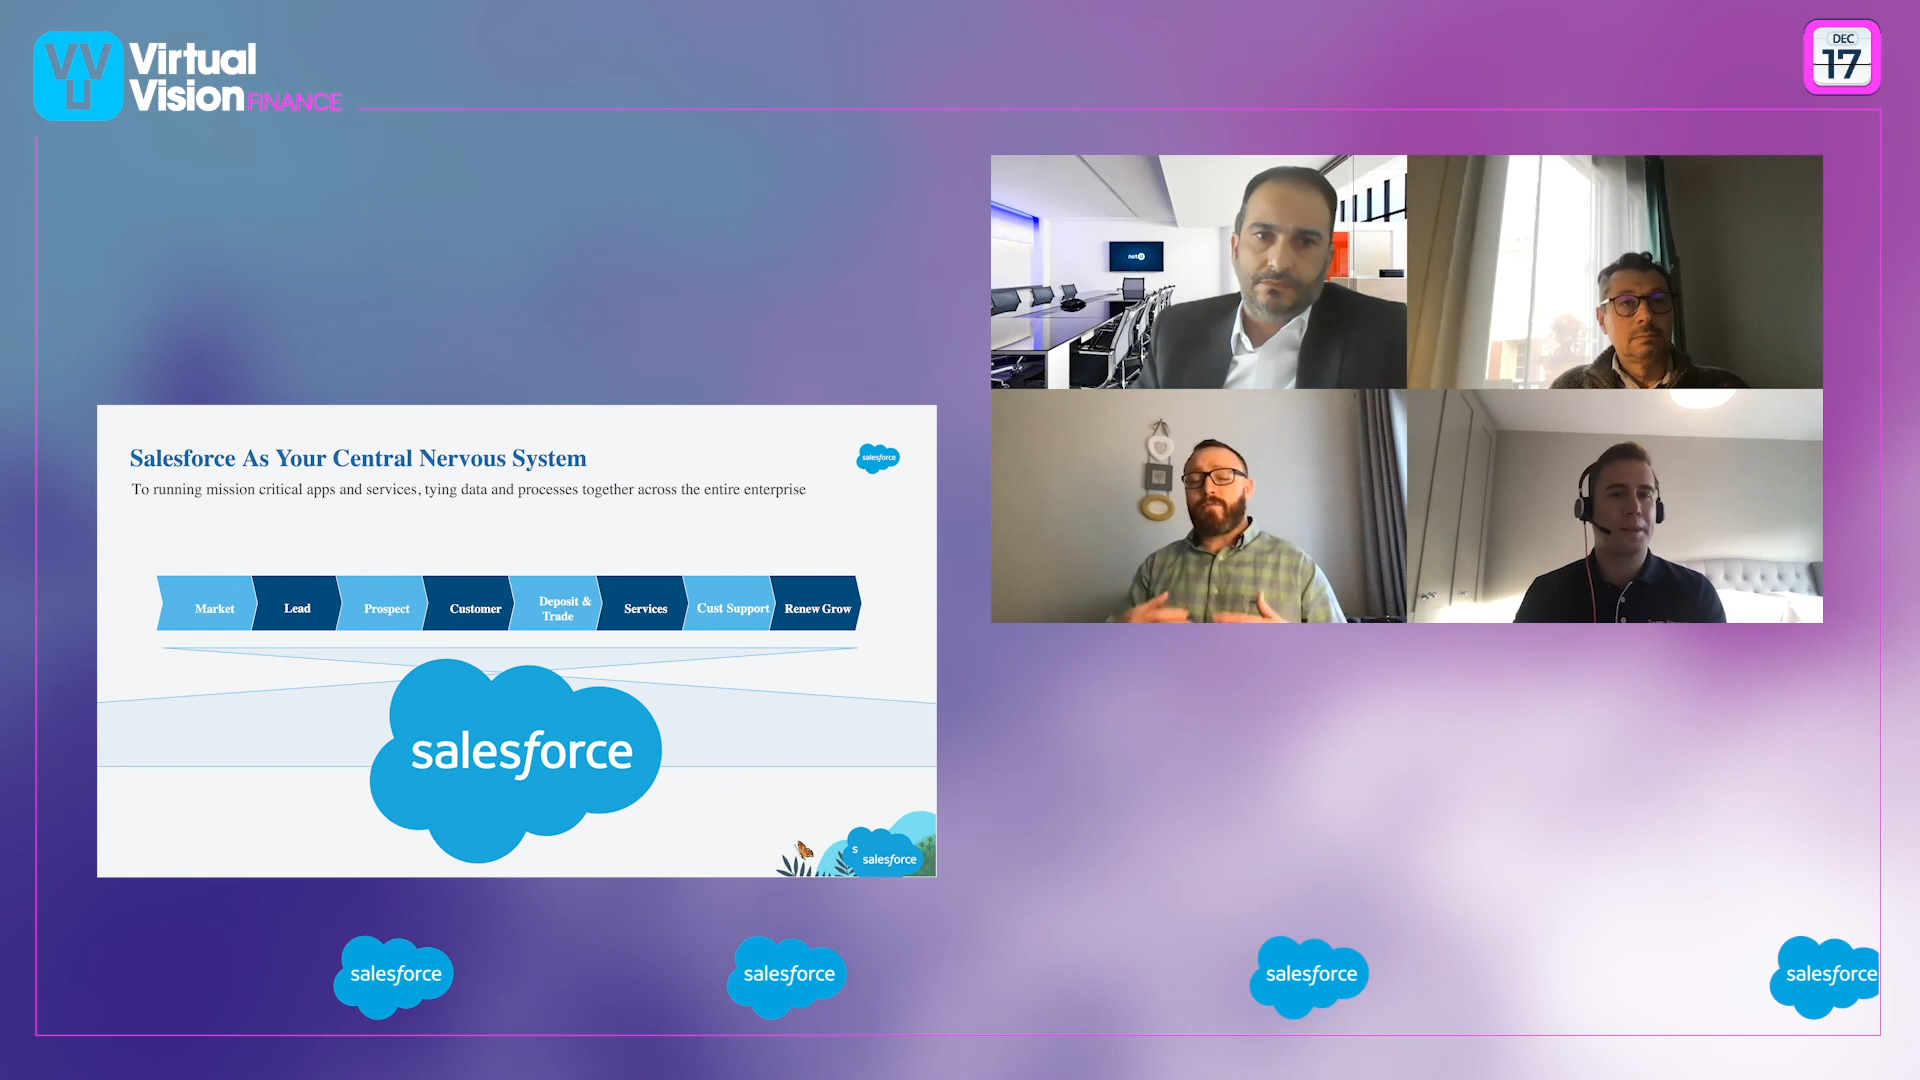 VVU
Virtual
Vision FINANCE
DEC
17
netU
Salesforce As Your Central Nervous System
salesforce
To running mission critical apps and services, tying data and processes together across the entire enterprise
Market
Lead
Prospect
Customer
Deposit &
Trade
Services
Cust Support
Renew Grow
salesforce
s
salesforce
salesforce
salesforce
salesforce
salesforce